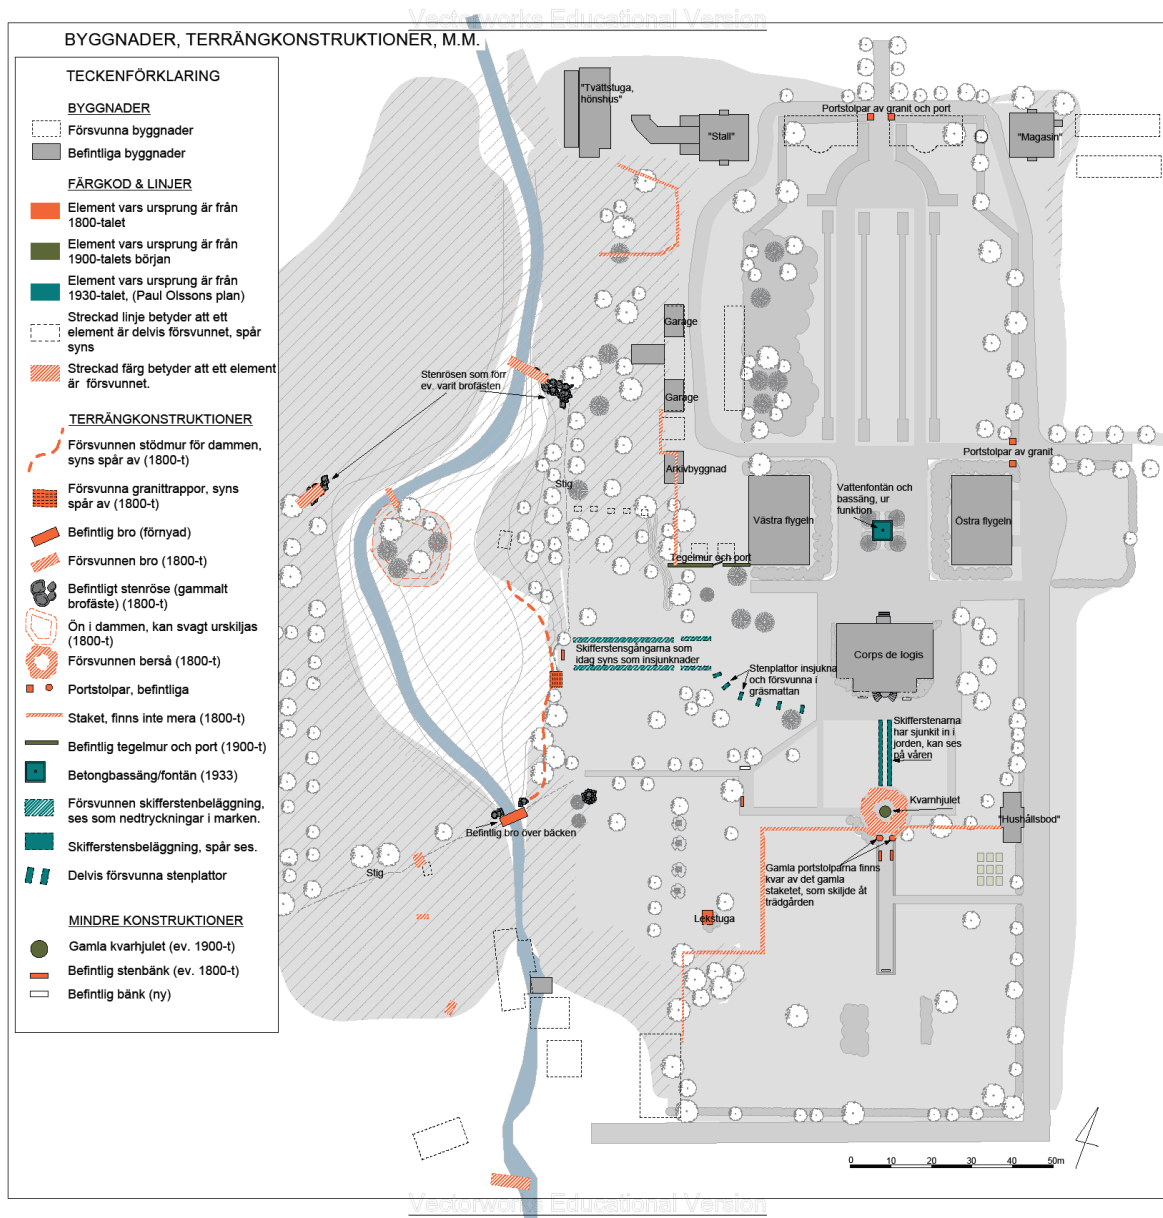 Vectorworks Educational Version
BYGGNADER, TERRÄNGKONSTRUKTIONER, M.M.
TECKENFÖRKLARING
BYGGNADER
Försvunna byggnader
Befintliga byggnader
FÄRGKOD & LINJER
Element vars ursprung är från
1800-talet
Element vars ursprung är från
1900-talets början
Element vars ursprung är från
1930-talet, (Paul Olssons plan)
Streckad linje betyder att ett
element är delvis försvunnet, spår
syns
Streckad färg betyder att ett element
är försvunnet.
TERRÄNGKONSTRUKTIONER
Försvunnen stödmur för dammen,
syns spår av (1800-t)
Försvunna granittrappor, syns
spår av (1800-t)
Befintlig bro (förnyad)
Försvunnen bro (1800-t)
Befintligt stenröse (gammalt
brofäste) (1800-t)
Ön i dammen, kan svagt urskiljas
(1800-t)
Försvunnen berså (1800-t)
Portstolpar, befintliga
Staket, finns inte mera (1800-t)
Befintlig tegelmur och port (1900-t)
Betongbassäng/fontän (1933)
Försvunnen skifferstenbeläggning,
ses som nedtryckningar i marken.
Skifferstensbeläggning, spår ses.
Delvis försvunna stenplattor
MINDRE KONSTRUKTIONER
Gamla kvarhjulet (ev. 1900-t)
Befintlig stenbänk (ev. 1800-t)
Befintlig bänk (ny)
"Tvättstuga,
hönshus"
"Stall"
Portstolpar av granit och port
"Magasin"
Garage
Stenrösen som förr
ev. varit brofästen
Garage
Portstolpar av granit
Arkivbyggnad
Stig
Vattenfontän och
bassäng, ur
funktion
Västra flygeln
Östra flygeln
Tegelmur och port
Skifferstensgångarna som
idag syns som insjunknader
Corps de logis
Stenplattor insjukna
och försvunna i
gräsmattan
Skifferstenarna
har sjunkit in i
jorden, kan ses
på våren
Kvarnhjulet
"Hushållsbod"
Befintlig bro över bäcken
Stig
Gamla portstolparna finns
kvar av det gamla
staketet, som skiljde åt
trädgården
Lekstuga
0 10 20 30 40 50m
Vectorworks Educational Version